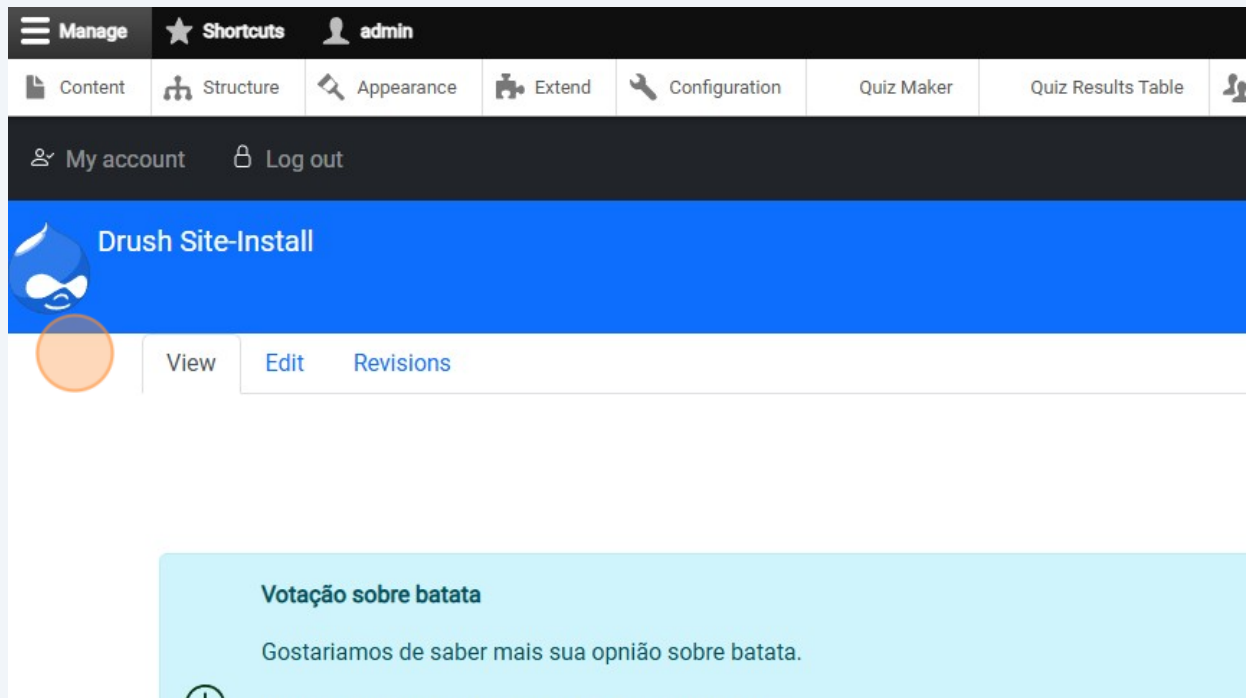 Manage Shortcuts admin
Content Structure Appearance Extend Configuration Quiz Maker Quiz Results Table
My account Log out
Drush Site-Install
View Edit Revisions
Votação sobre batata
Gostariamos de saber mais sua opnião sobre batata.